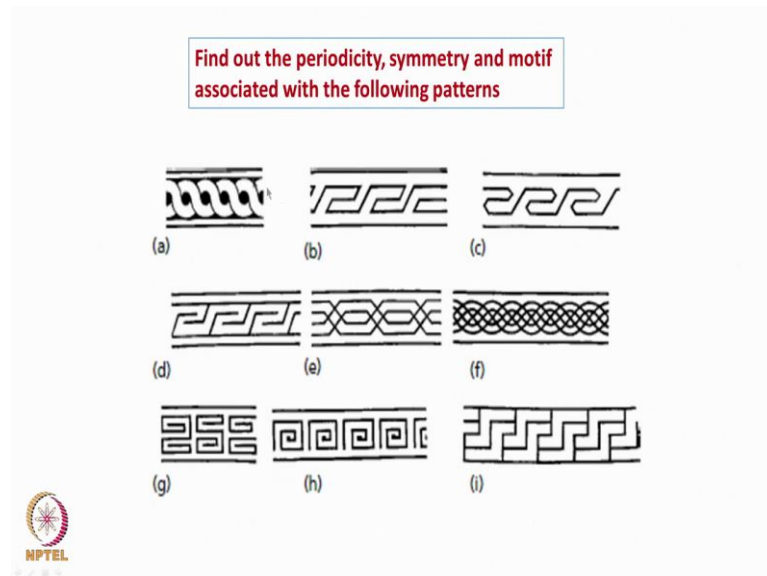 Find out the periodicity, symmetry and motif
associated with the following patterns
(a)
(b)
(c)
(d)
(e)
(f)
(g)
(h)
(i)
NPTEL